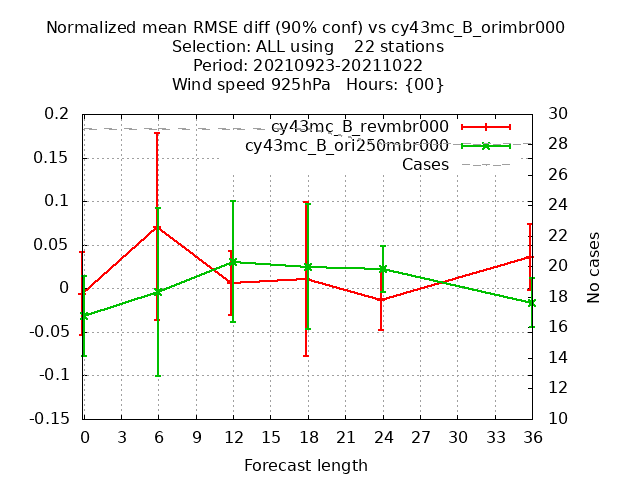 Normalized mean RMSE diff (90% conf) vs cy43mc_B_orimbr000
Selection: ALL using    22 stations
Period: 20210923-20211022
Wind speed 925hPa   Hours: {00}
cy43mc_B_revmbr000
cy43mc_B_ori250mbr000
Cases
0.2
0.15
0.1
0.05
0
-0.05
-0.1
-0.15
30
28
26
24
22
20
18
16
14
12
10
No cases
0 3 6 9 12 15 18 21 24 27 30 33 36
Forecast length